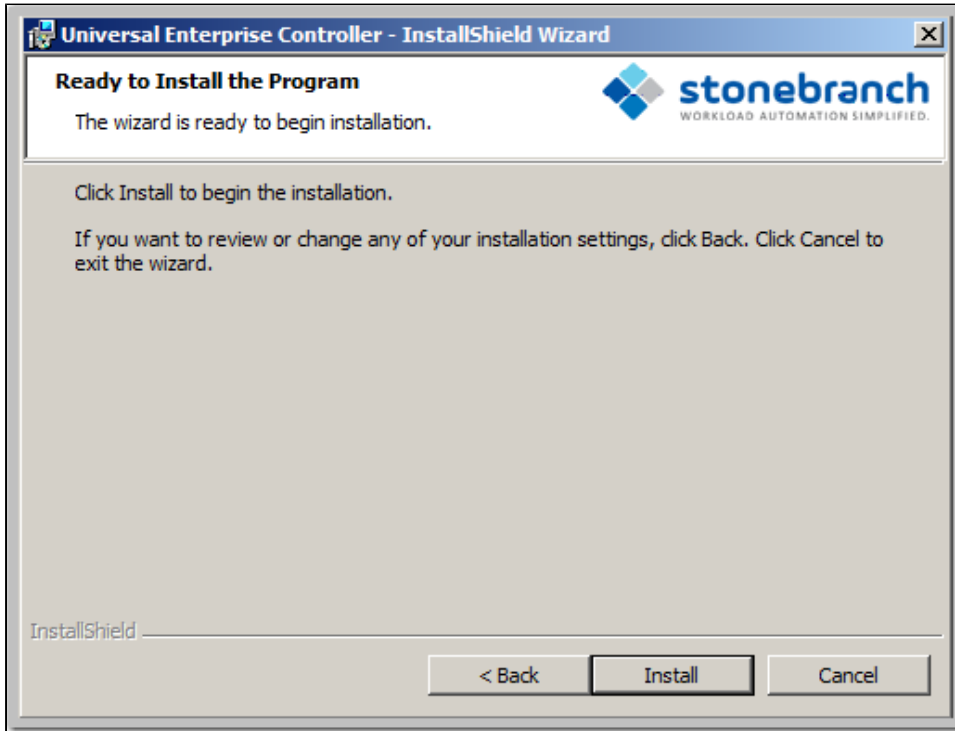 Universal Enterprise Controller - InstallShield Wizard
Ready to Install the Program
The wizard is ready to begin installation.
stonebranch
WORKLOAD AUTOMATION SIMPLIFIED.
Click Install to begin the installation.
If you want to review or change any of your installation settings, click Back. Click Cancel to
exit the wizard.
InstallShield
< Back
Install
Cancel